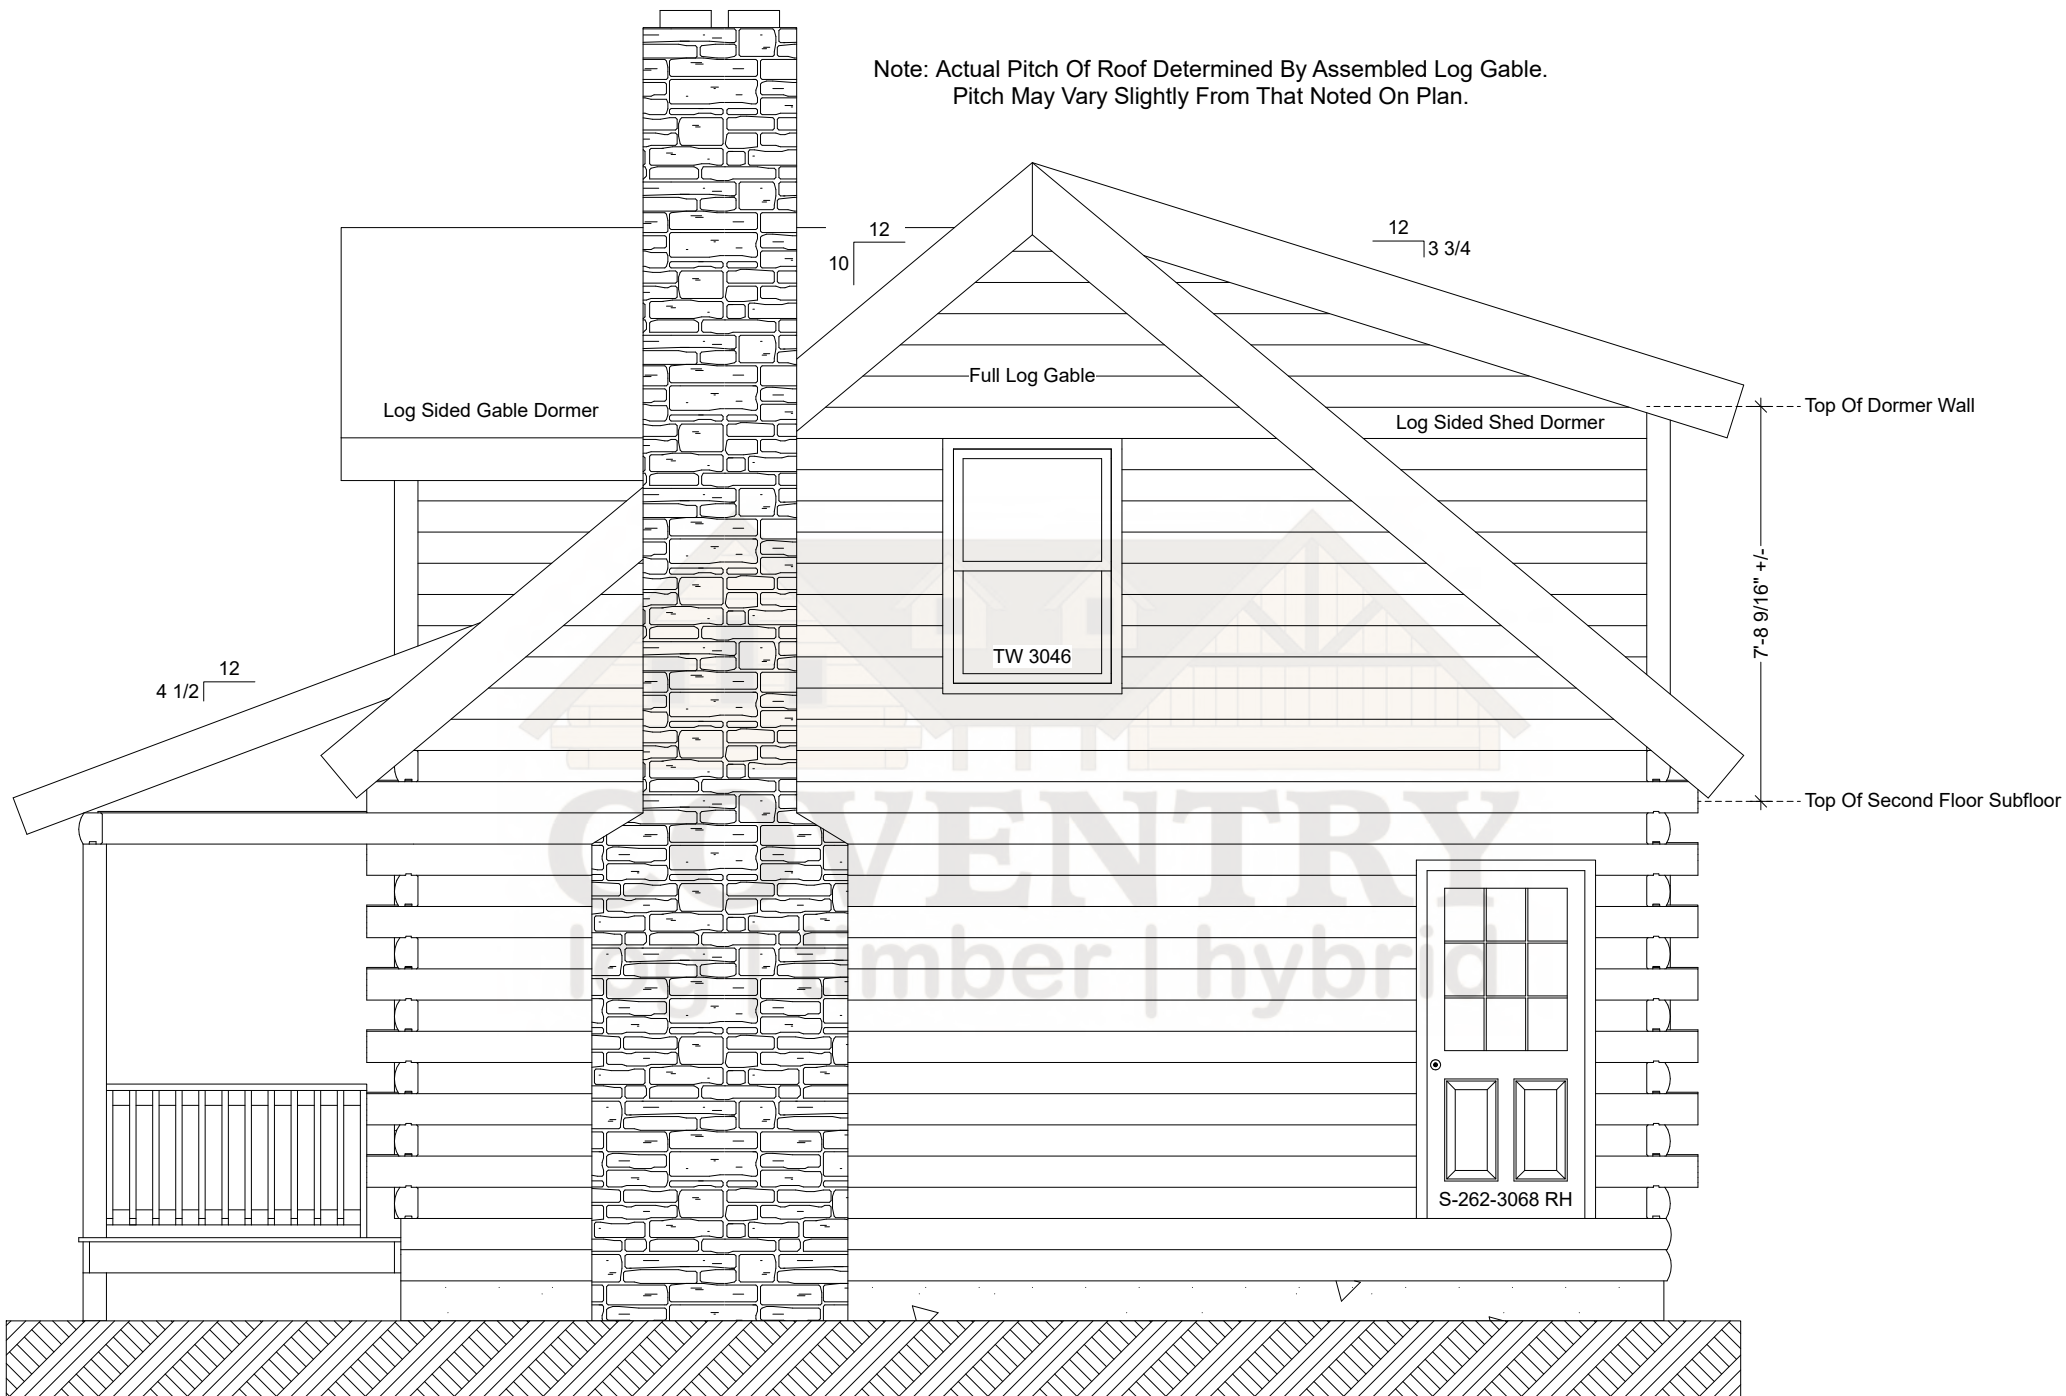 Note: Actual Pitch Of Roof Determined By Assembled Log Gable.
Pitch May Vary Slightly From That Noted On Plan.
12
10
12
3 3/4
Full Log Gable
Log Sided Gable Dormer
Log Sided Shed Dormer
Top Of Dormer Wall
7'-8 9/16" +/-
TW 3046
12
4 1/2
Top Of Second Floor Subfloor
COVENTRY
log | timber | hybrid
S-262-3068 RH